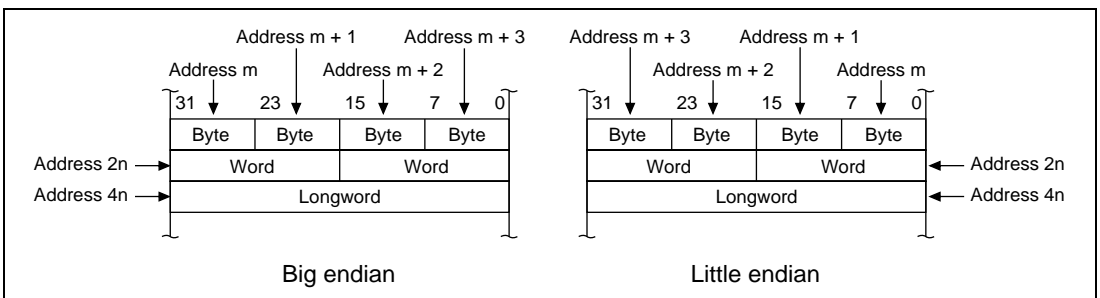 Address m + 1 Address m + 3 Address m + 3 Address m + 1
Address m Address m + 2 Address m + 2 Address m
31 23 15 7 0 31 23 15 7 0
Byte Byte Byte Byte Byte Byte Byte Byte
Address 2n Word Word Word Word Address 2n
Address 4n Longword Longword Address 4n
Big endian Little endian